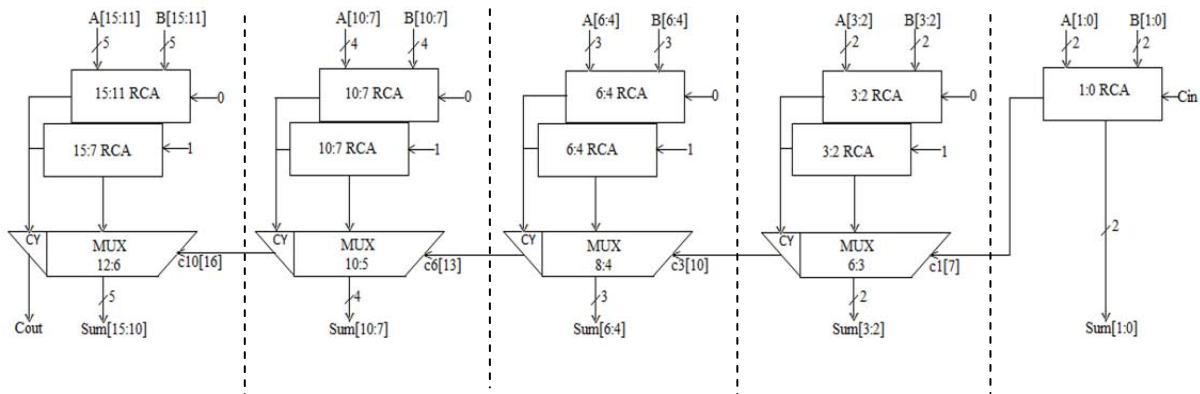 A[15:11] B[15:11] A[10:7] B[10:7] A[6:4] B[6:4] A[3:2] B[3:2] A[1:0] B[1:0]
5 5 4 4 3 3 2 2 2 2
15:11 RCA 0 10:7 RCA 0 6:4 RCA 0 3:2 RCA 0 1:0 RCA Cin
15:7 RCA 1 10:7 RCA 1 6:4 RCA 1 3:2 RCA 1
CY MUX CY MUX CY MUX CY MUX 2
12:6 c10[16] 10:5 c6[13] 8:4 c3[10] 6:3 c1[7]
5 4 3 2
Cout Sum[15:10] Sum[10:7] Sum[6:4] Sum[3:2] Sum[1:0]